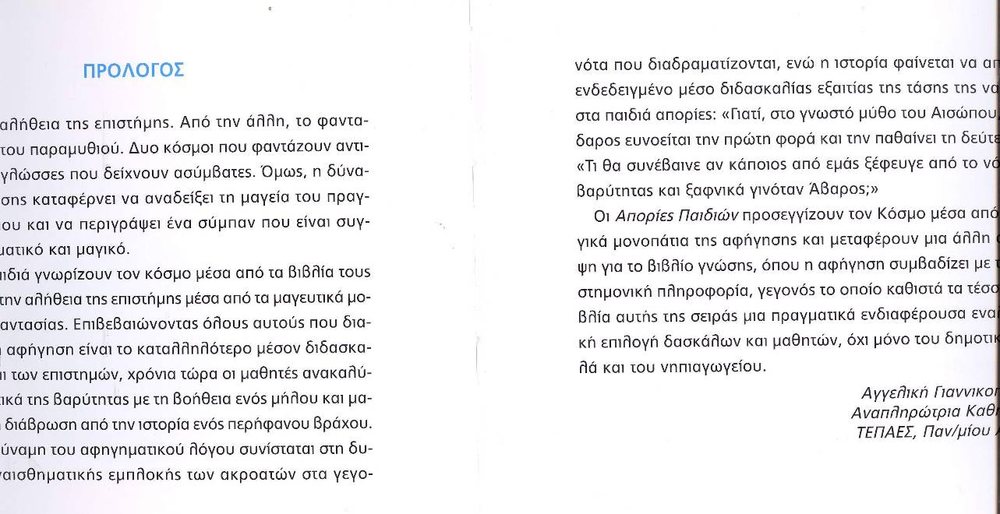 ΠΡΟΛΟΓΟΣ
αλήθεια της επιστήμης. Από την άλλη, το φαντα-
του παραμυθιού. Δυο κόσμοι που φαντάζουν αντι-
γλώσσες που δείχνουν ασύμβατες. Όμως, η δύνα-
σης καταφέρνει να αναδείξει τη μαγεία του πραγ-
και να περιγράψει ένα σύμπαν που είναι συγ-
ματικό και μαγικό.
γνωρίζουν τον κόσμο μέσα από τα βιβλία τους
την αλήθεια της επιστήμης μέσα από τα μαγευτικά μο-
αντασίας. Επιβεβαιώνοντας όλους αυτούς που δια-
αφήγηση είναι το καταλληλότερο μέσον διδασκα-
των επιστημών, χρόνια τώρα οι μαθητές ανακαλύ-
ικά της βαρύτητας με τη βοήθεια ενός μήλου και μα-
διάβρωση από την ιστορία ενός περήφανου βράχου.
ύναμη του αφηγηματικού λόγου συνίσταται στη δυ-
αισθηματικής εμπλοκής των ακροατών στα γεγο-
νότα που διαδραματίζονται, ενώ η ιστορία φαίνεται να απ
ενδεδειγμένο μέσο διδασκαλίας εξαιτίας της τάσης της να
στα παιδιά απορίες: «Γιατί, στο γνωστό μύθο του Αισώπου,
δαρος ευνοείται την πρώτη φορά και την παθαίνει τη δεύτε
«Τι θα συνέβαινε αν κάποιος από εμάς ξέφευγε από το νό
βαρύτητας και ξαφνικά γινόταν Άβαρος;»
Οι Απορίες Παιδιών προσεγγίζουν τον Κόσμο μέσα από
γικά μονοπάτια της αφήγησης και μεταφέρουν μια άλλη
ψη για το βιβλίο γνώσης, όπου η αφήγηση συμβαδίζει με τ
στημονική πληροφορία, γεγονός το οποίο καθιστά τα τέσσ
βλία αυτής της σειράς μια πραγματικά ενδιαφέρουσα εναλ
κή επιλογή δασκάλων και μαθητών, όχι μόνο του δημοτικ
λά και του νηπιαγωγείου.
Αγγελική Γιαννικοπ
Αναπληρώτρια Καθη
ΤΕΠΑΕΣ, Παν/μίου